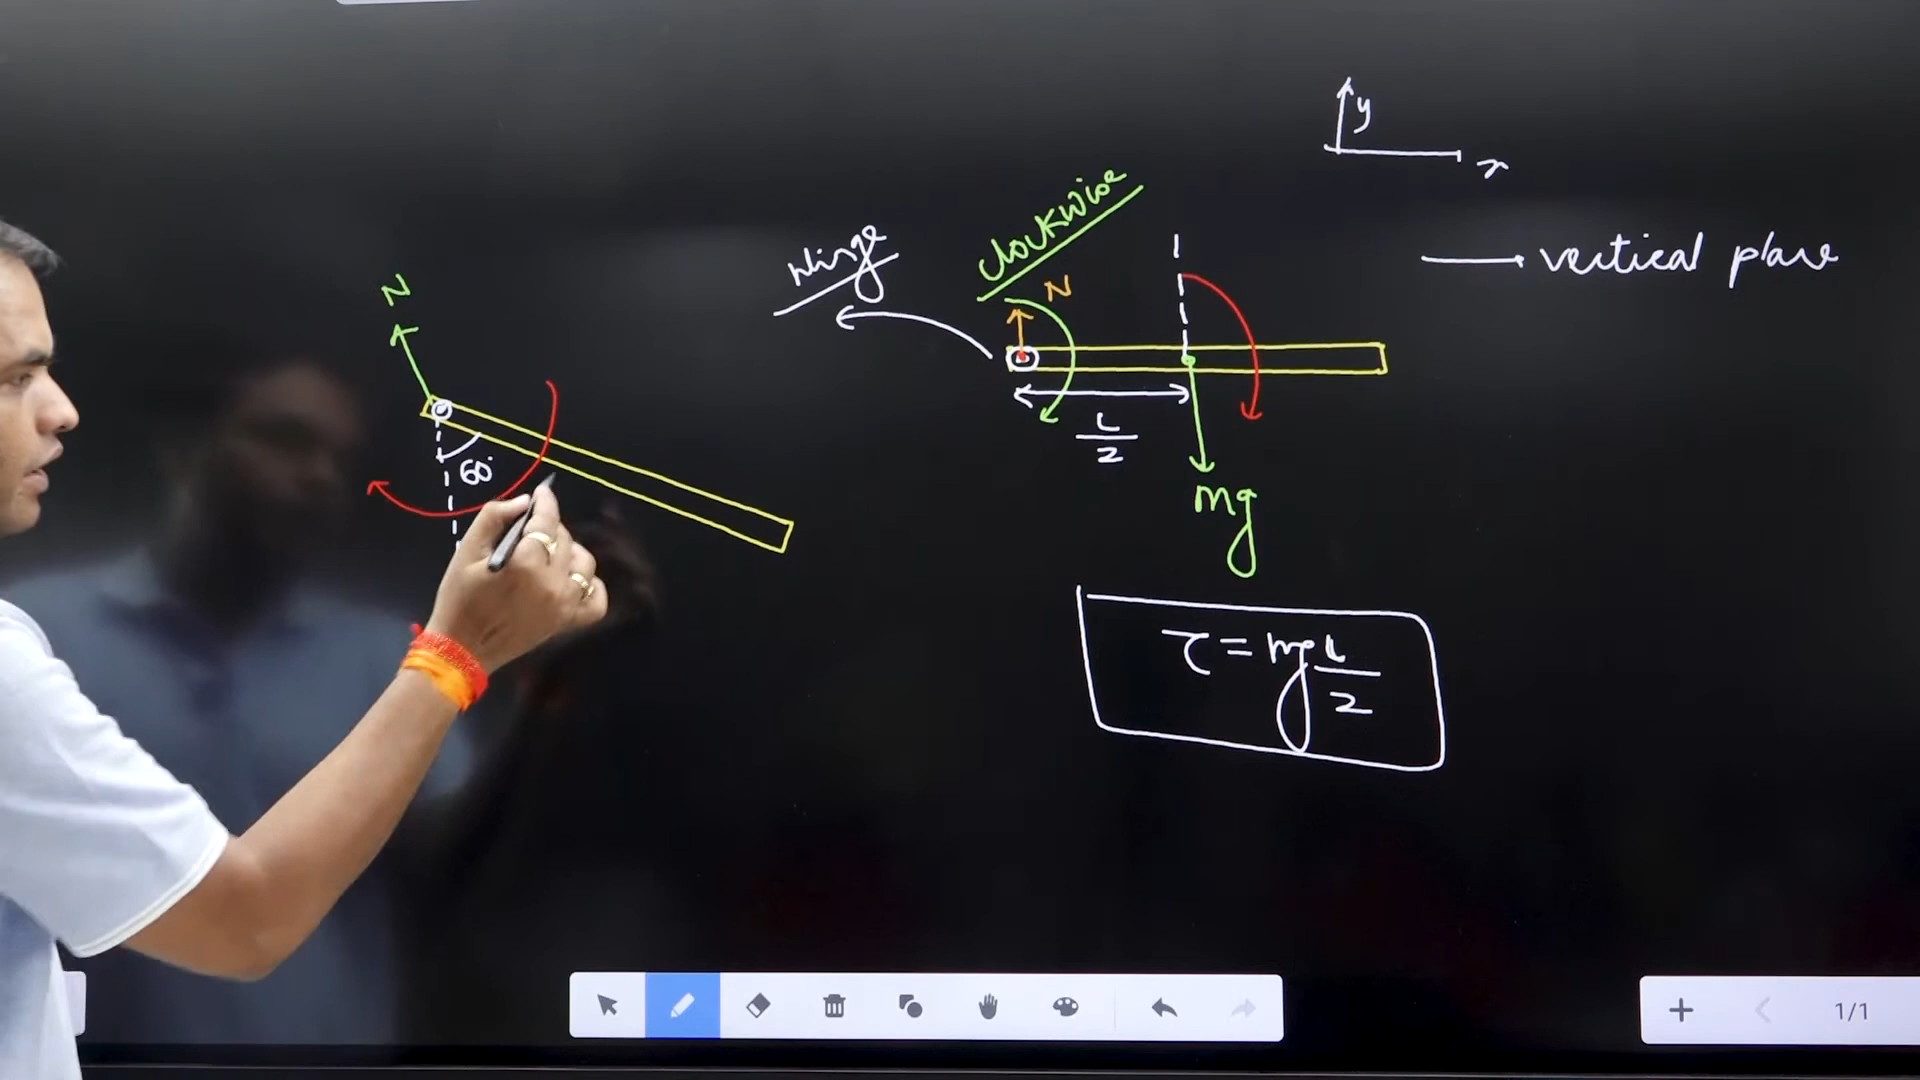 y
x
Clockwise
Hinge
→ vertical plane
N
N
60°
L/2
mg
τ = mg L/2
1/1